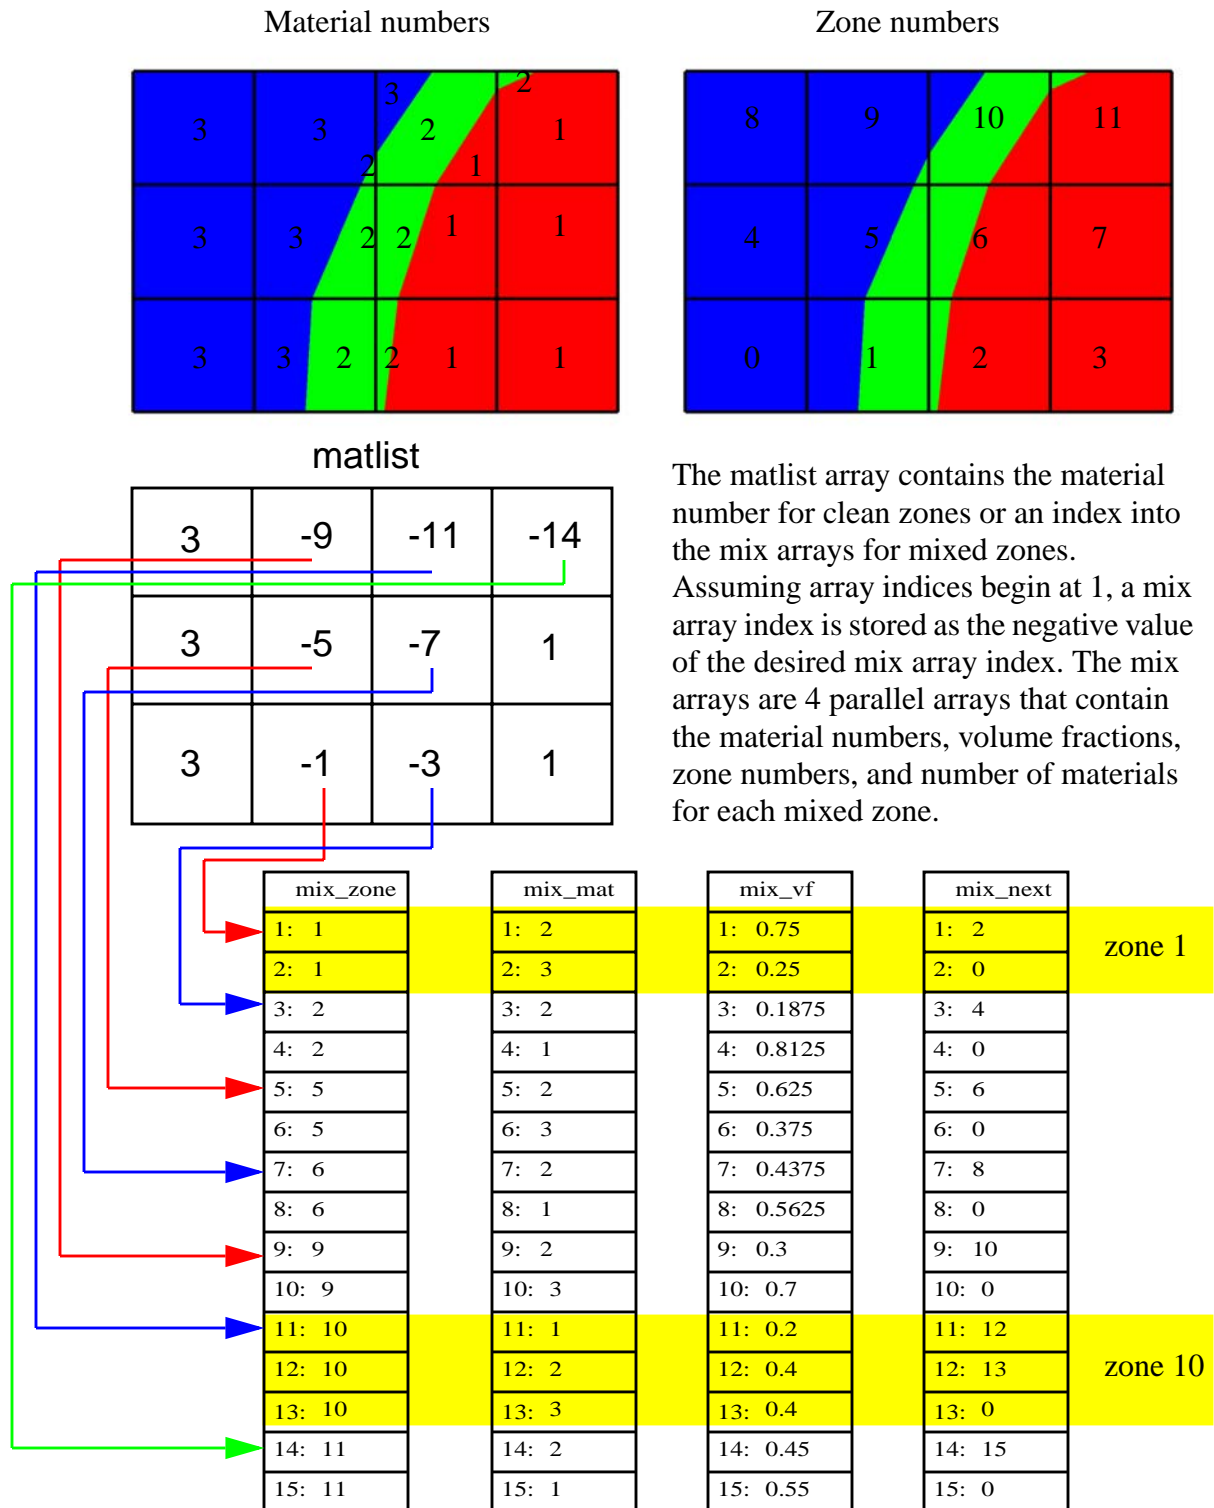 Material numbers
Zone numbers
3 3 3 2 2 2 1 1
3 3 2 2 1 1
3 3 2 2 1 1
8 9 10 11
4 5 6 7
0 1 2 3
matlist
3 -9 -11 -14
3 -5 -7 1
3 -1 -3 1
The matlist array contains the material
number for clean zones or an index into
the mix arrays for mixed zones.
Assuming array indices begin at 1, a mix
array index is stored as the negative value
of the desired mix array index. The mix
arrays are 4 parallel arrays that contain
the material numbers, volume fractions,
zone numbers, and number of materials
for each mixed zone.
mix_zone mix_mat mix_vf mix_next
1: 1 1: 2 1: 0.75 1: 2
zone 1
2: 1 2: 3 2: 0.25 2: 0
3: 2 3: 2 3: 0.1875 3: 4
4: 2 4: 1 4: 0.8125 4: 0
5: 5 5: 2 5: 0.625 5: 6
6: 5 6: 3 6: 0.375 6: 0
7: 6 7: 2 7: 0.4375 7: 8
8: 6 8: 1 8: 0.5625 8: 0
9: 9 9: 2 9: 0.3 9: 10
10: 9 10: 3 10: 0.7 10: 0
11: 10 11: 1 11: 0.2 11: 12
12: 10 12: 2 12: 0.4 12: 13
zone 10
13: 10 13: 3 13: 0.4 13: 0
14: 11 14: 2 14: 0.45 14: 15
15: 11 15: 1 15: 0.55 15: 0